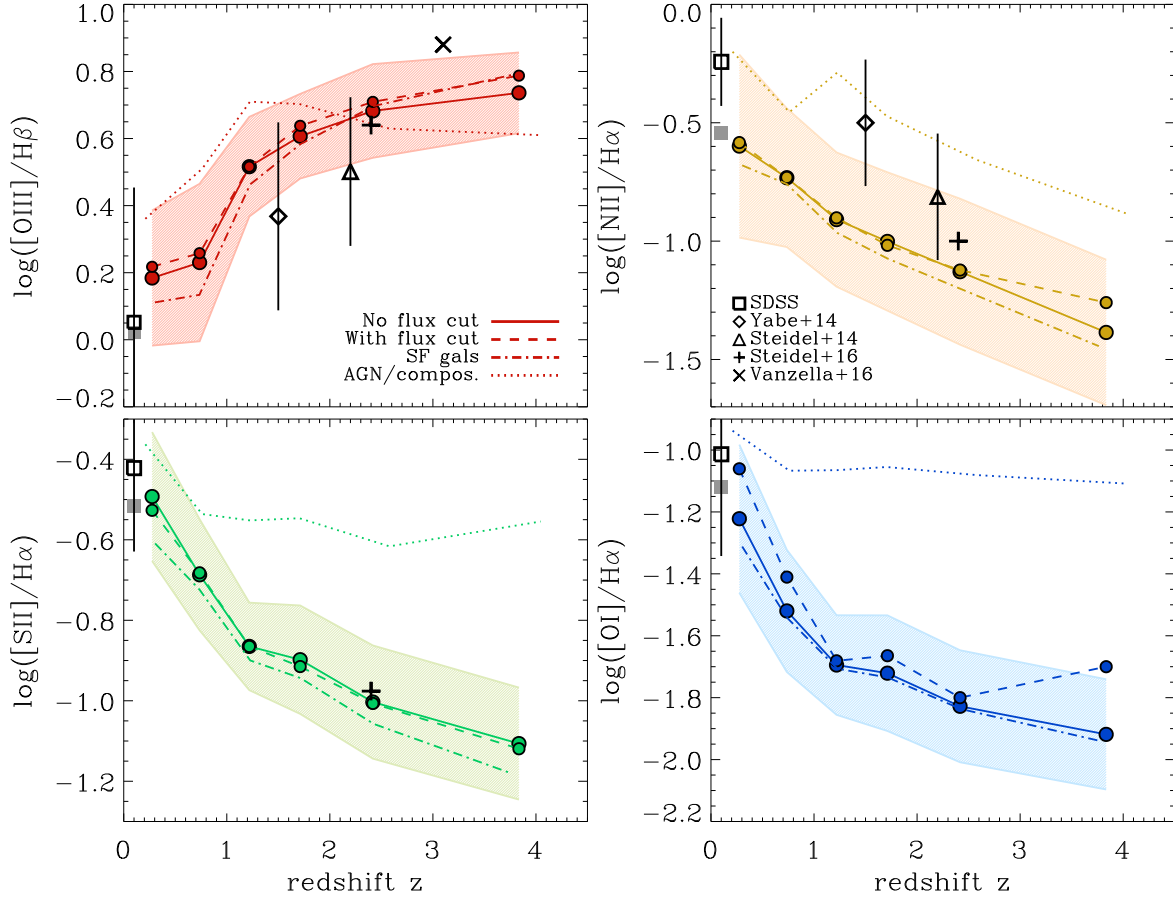 1.0
0.8
0.6
0.4
0.2
0.0
−0.2
log([OIII]/Hβ)
No flux cut
With flux cut
SF gals
AGN/compos.
0.0
−0.5
−1.0
−1.5
log([NII]/Hα)
SDSS
Yabe+14
Steidel+14
Steidel+16
Vanzella+16
−0.4
−0.6
−0.8
−1.0
−1.2
log([SII]/Hα)
0 1 2 3 4
redshift z
−1.0
−1.2
−1.4
−1.6
−1.8
−2.0
−2.2
log([OI]/Hα)
0 1 2 3 4
redshift z